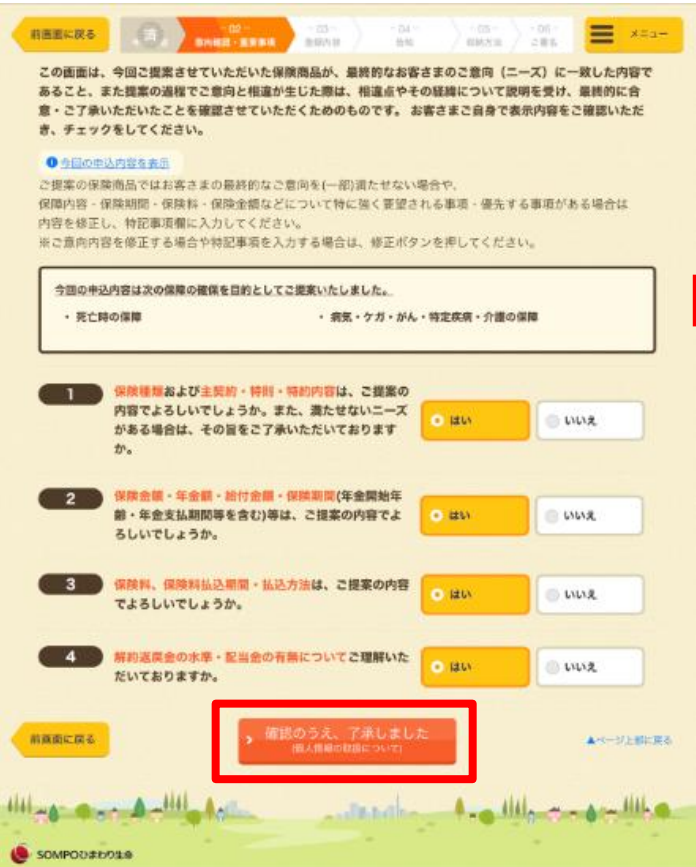 前画面に戻る
済
- 02 -
意向確認・重要事項
- 03 -
- 04 -
告知
- 05 -
- 06 -
ご署名
メニュー
この画面は、今回ご提案させていただいた保険商品が、最終的なお客さまのご意向（ニーズ）に一致した内容で
あること、また提案の過程でご意向と相違が生じた際は、相違点やその経緯について説明を受け、最終的に合
意・ご了承いただいたことを確認させていただくためのものです。 お客さまご自身で表示内容をご確認いただ
き、チェックをしてください。
今回の申込内容を表示
ご提案の保険商品ではお客さまの最終的なご意向を(一部)満たせない場合や、
保障内容・保険期間・保険料・保険金額などについて特に強く要望される事項・優先する事項がある場合は
内容を修正し、特記事項欄に入力してください。
※ご意向内容を修正する場合や特記事項を入力する場合は、修正ボタンを押してください。
今回の申込内容は次の保障の確保を目的としてご提案いたしました。
・ 死亡時の保障
・ 病気・ケガ・がん・特定疾病・介護の保障
1
保険種類および主契約・特則・特約内容は、ご提案の
内容でよろしいでしょうか。また、満たせないニーズ
がある場合は、その旨をご了承いただいております
か。
はい
いいえ
2
保険金額・年金額・給付金額・保険期間(年金開始年
齢・年金支払期間等を含む)等は、ご提案の内容でよ
ろしいでしょうか。
はい
いいえ
3
保険料、保険料払込期間・払込方法は、ご提案の内容
でよろしいでしょうか。
はい
いいえ
4
解約返戻金の水準・配当金の有無についてご理解いた
だいておりますか。
はい
いいえ
前画面に戻る
確認のうえ、了承しました
(個人情報の取扱について)
▲ページ上部に戻る
SOMPOひまわり生命